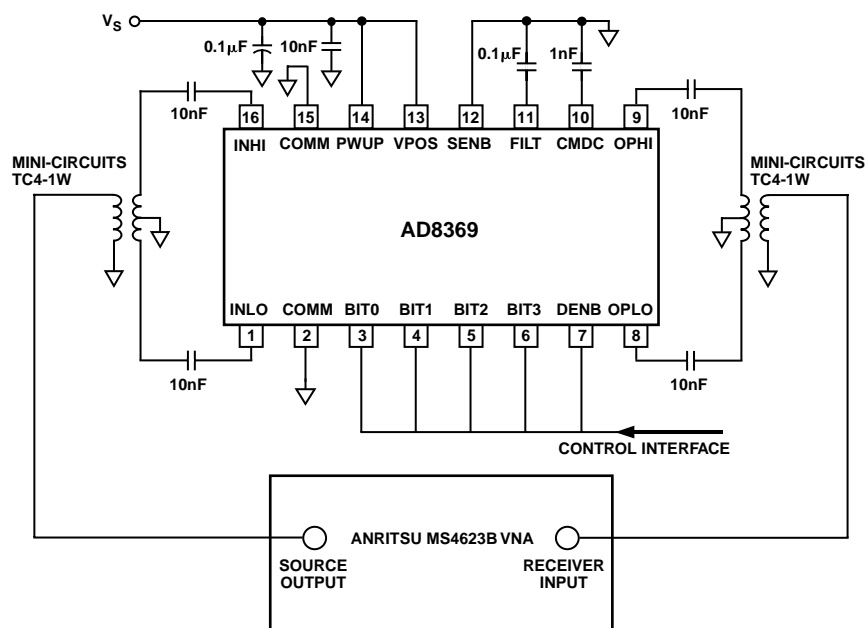 VS
0.1µF
10nF
0.1µF
1nF
10nF
16
15
14
13
12
11
10
9
10nF
INHI
COMM
PWUP
VPOS
SENB
FILT
CMDC
OPHI
MINI-CIRCUITS
TC4-1W
MINI-CIRCUITS
TC4-1W
AD8369
INLO
COMM
BIT0
BIT1
BIT2
BIT3
DENB
OPLO
1
2
3
4
5
6
7
8
10nF
10nF
CONTROL INTERFACE
ANRITSU MS4623B VNA
SOURCE
OUTPUT
RECEIVER
INPUT